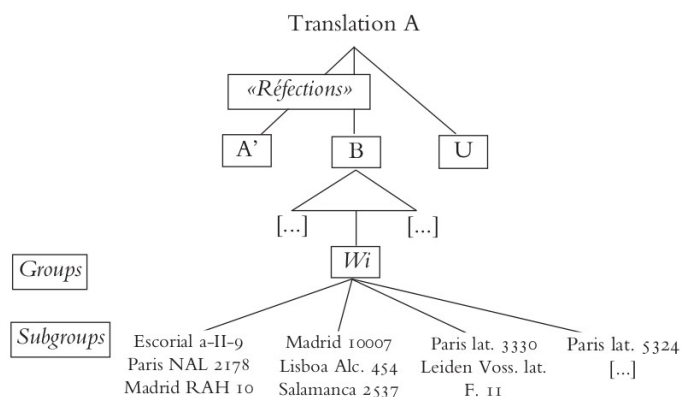 Translation A
«Réfections»
A’
B
U
[...]
[...]
Wi
Groups
Subgroups
Escorial a-II-9
Paris NAL 2178
Madrid RAH 10
Madrid 10007
Lisboa Alc. 454
Salamanca 2537
Paris lat. 3330
Leiden Voss. lat.
F. 11
Paris lat. 5324
[...]